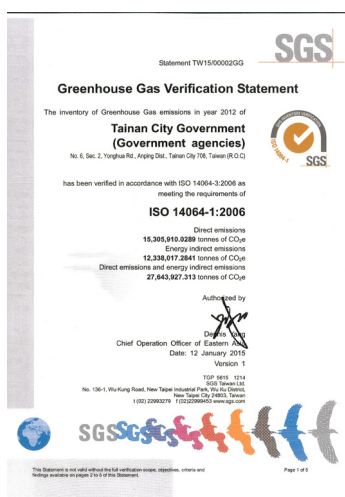 SGS
Statement TW15/00002GG
Greenhouse Gas Verification Statement
The inventory of Greenhouse Gas emissions in year 2012 of
Tainan City Government
(Government agencies)
No. 6, Sec. 2, Yonghua Rd., Anping Dist., Tainan City 708, Taiwan (R.O.C)
ISO 14064-1
SGS
has been verified in accordance with ISO 14064-3:2006 as
meeting the requirements of
ISO 14064-1:2006
Direct emissions
15,305,910.0289 tonnes of CO₂e
Energy indirect emissions
12,338,017.2841 tonnes of CO₂e
Direct emissions and energy indirect emissions
27,643,927.313 tonnes of CO₂e
Authorized by
Dennis Yang
Chief Operation Officer of Eastern Asia
Date: 12 January 2015
Version 1
TGP 5615 1214
SGS Taiwan Ltd.
No. 136-1, Wu Kung Road, New Taipei Industrial Park, Wu Ku District,
New Taipei City 24803, Taiwan
t (02) 22993279 f (02)22999453 www.sgs.com
SGSSGSSGS
This Statement is not valid without the full verification scope, objectives, criteria and
findings available on pages 2 to 5 of this Statement.
Page 1 of 5